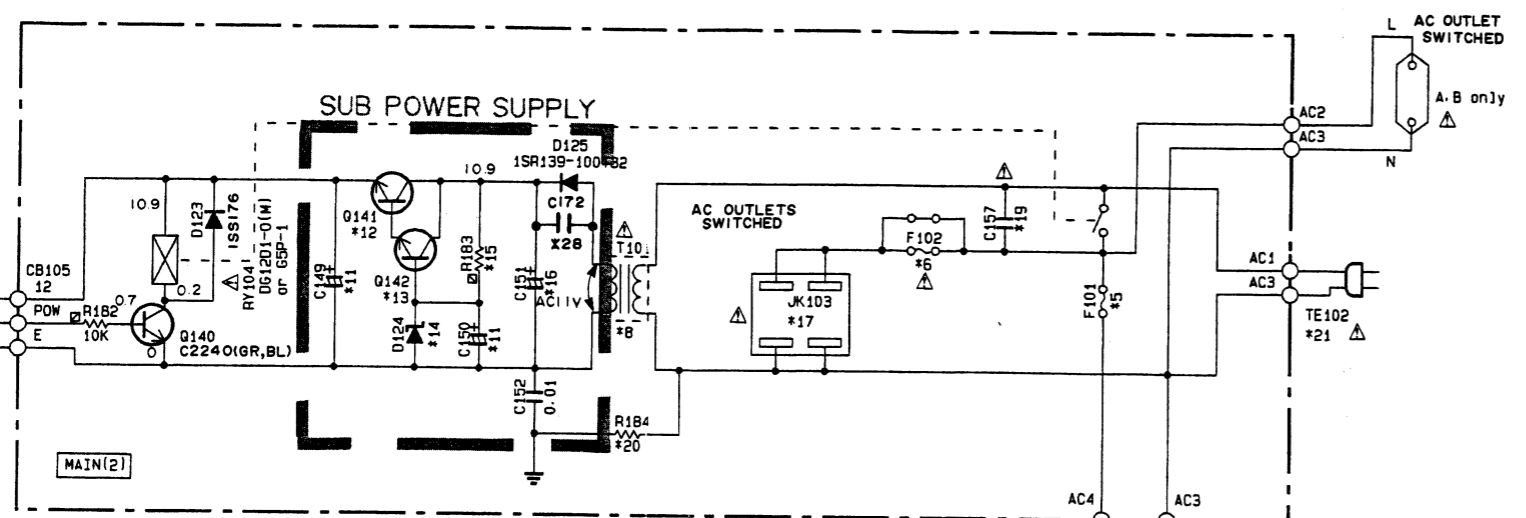 AC OUTLET
SWITCHED
L
A.B only
N
AC2
AC3
SUB POWER SUPPLY
D125
1SR139-100TB2
10.9
10.9
D123
1SS176
Q141
*12
C172
*28
AC OUTLETS
SWITCHED
C157
*19
T101
F102
*6
R183
*15
RY104
DG12D1-O(M)
or G5P-1
C149
*11
Q142
*13
C151
*16
AC11V
AC1
AC3
CB105
12
0.2
JK103
*17
F101
*5
POW
R182
10K
0.7
Q140
C2240(GR,BL)
0
E
D124
*14
C150
*11
*8
TE102
*21
C152
0.01
R184
*20
MAIN(2)
AC4
AC3